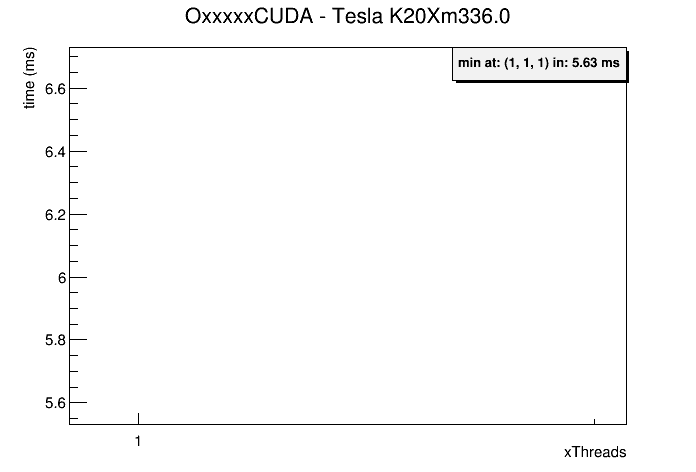 OxxxxxCUDA - Tesla K20Xm336.0
time (ms)
min at: (1, 1, 1) in: 5.63 ms
6.6
6.4
6.2
6
5.8
5.6
1
xThreads